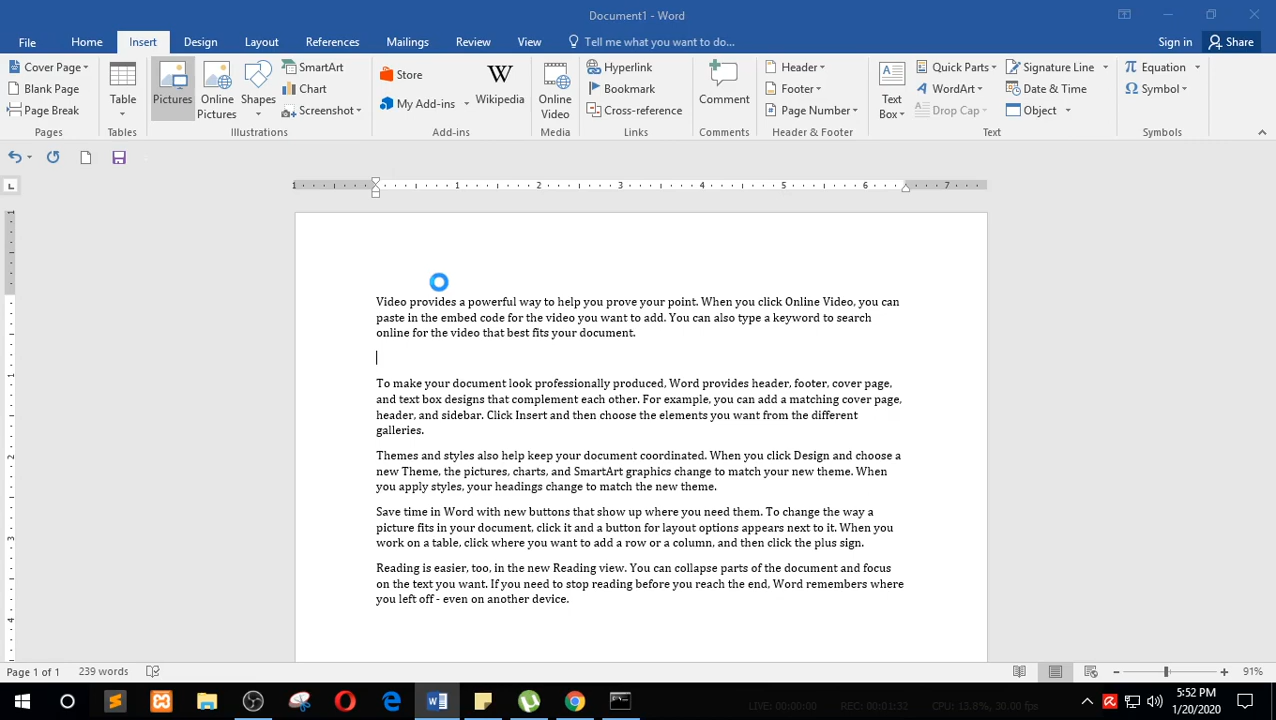 Document1 - Word
File Home Insert Design Layout References Mailings Review View Tell me what you want to do... Sign in Share
Cover Page
Blank Page
Page Break
Pages
Table
Tables
Pictures
Online Pictures
Shapes
SmartArt
Chart
Screenshot
Illustrations
Store
My Add-ins
Wikipedia
Add-ins
Online Video
Media
Hyperlink
Bookmark
Cross-reference
Links
Comment
Comments
Header
Footer
Page Number
Header & Footer
Text Box
Quick Parts
WordArt
Drop Cap
Signature Line
Date & Time
Object
Text
Equation
Symbol
Symbols
1 1 2 3 4 5 6 7
Video provides a powerful way to help you prove your point. When you click Online Video, you can
paste in the embed code for the video you want to add. You can also type a keyword to search
online for the video that best fits your document.
To make your document look professionally produced, Word provides header, footer, cover page,
and text box designs that complement each other. For example, you can add a matching cover page,
header, and sidebar. Click Insert and then choose the elements you want from the different
galleries.
Themes and styles also help keep your document coordinated. When you click Design and choose a
new Theme, the pictures, charts, and SmartArt graphics change to match your new theme. When
you apply styles, your headings change to match the new theme.
Save time in Word with new buttons that show up where you need them. To change the way a
picture fits in your document, click it and a button for layout options appears next to it. When you
work on a table, click where you want to add a row or a column, and then click the plus sign.
Reading is easier, too, in the new Reading view. You can collapse parts of the document and focus
on the text you want. If you need to stop reading before you reach the end, Word remembers where
you left off - even on another device.
1
1
2
3
4
Page 1 of 1 239 words 91%
LIVE: 00:00:00 REC: 00:01:32 CPU: 13.8%, 30.00 fps
5:52 PM
1/20/2020